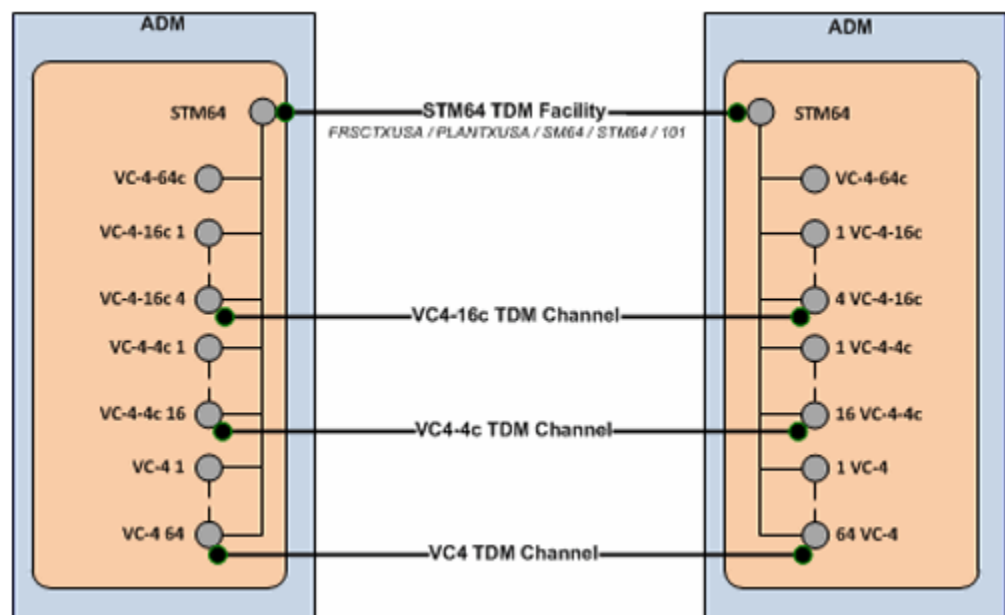 ADM
ADM
STM64
STM64 TDM Facility
STM64
FRSCTXUSA / PLANTXUSA / SM64 / STM64 / 101
VC-4-64c
VC-4-64c
VC-4-16c 1
1 VC-4-16c
VC-4-16c 4
4 VC-4-16c
VC4-16c TDM Channel
VC-4-4c 1
1 VC-4-4c
VC-4-4c 16
16 VC-4-4c
VC4-4c TDM Channel
VC-4 1
1 VC-4
VC-4 64
64 VC-4
VC4 TDM Channel